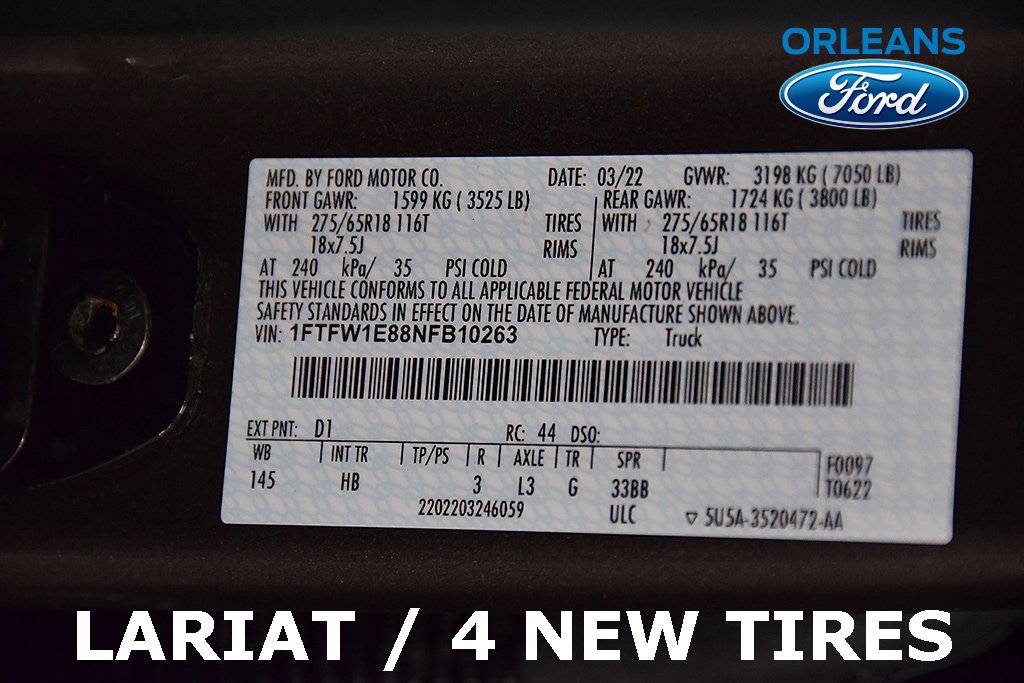 ORLEANS
Ford
MFD. BY FORD MOTOR CO. DATE: 03/22 GVWR: 3198 KG ( 7050 LB)
FRONT GAWR: 1599 KG ( 3525 LB) REAR GAWR: 1724 KG ( 3800 LB)
WITH 275/65R18 116T TIRES WITH 275/65R18 116T TIRES
18x7.5J RIMS 18x7.5J RIMS
AT 240 kPa/ 35 PSI COLD AT 240 kPa/ 35 PSI COLD
THIS VEHICLE CONFORMS TO ALL APPLICABLE FEDERAL MOTOR VEHICLE
SAFETY STANDARDS IN EFFECT ON THE DATE OF MANUFACTURE SHOWN ABOVE.
VIN: 1FTFW1E88NFB10263 TYPE: Truck
EXT PNT: D1 RC: 44 DSO:
WB INT TR TP/PS R AXLE TR SPR F0097
145 HB 3 L3 G 33BB T0622
2202203246059 ULC ▽ 5U5A-3520472-AA
LARIAT / 4 NEW TIRES